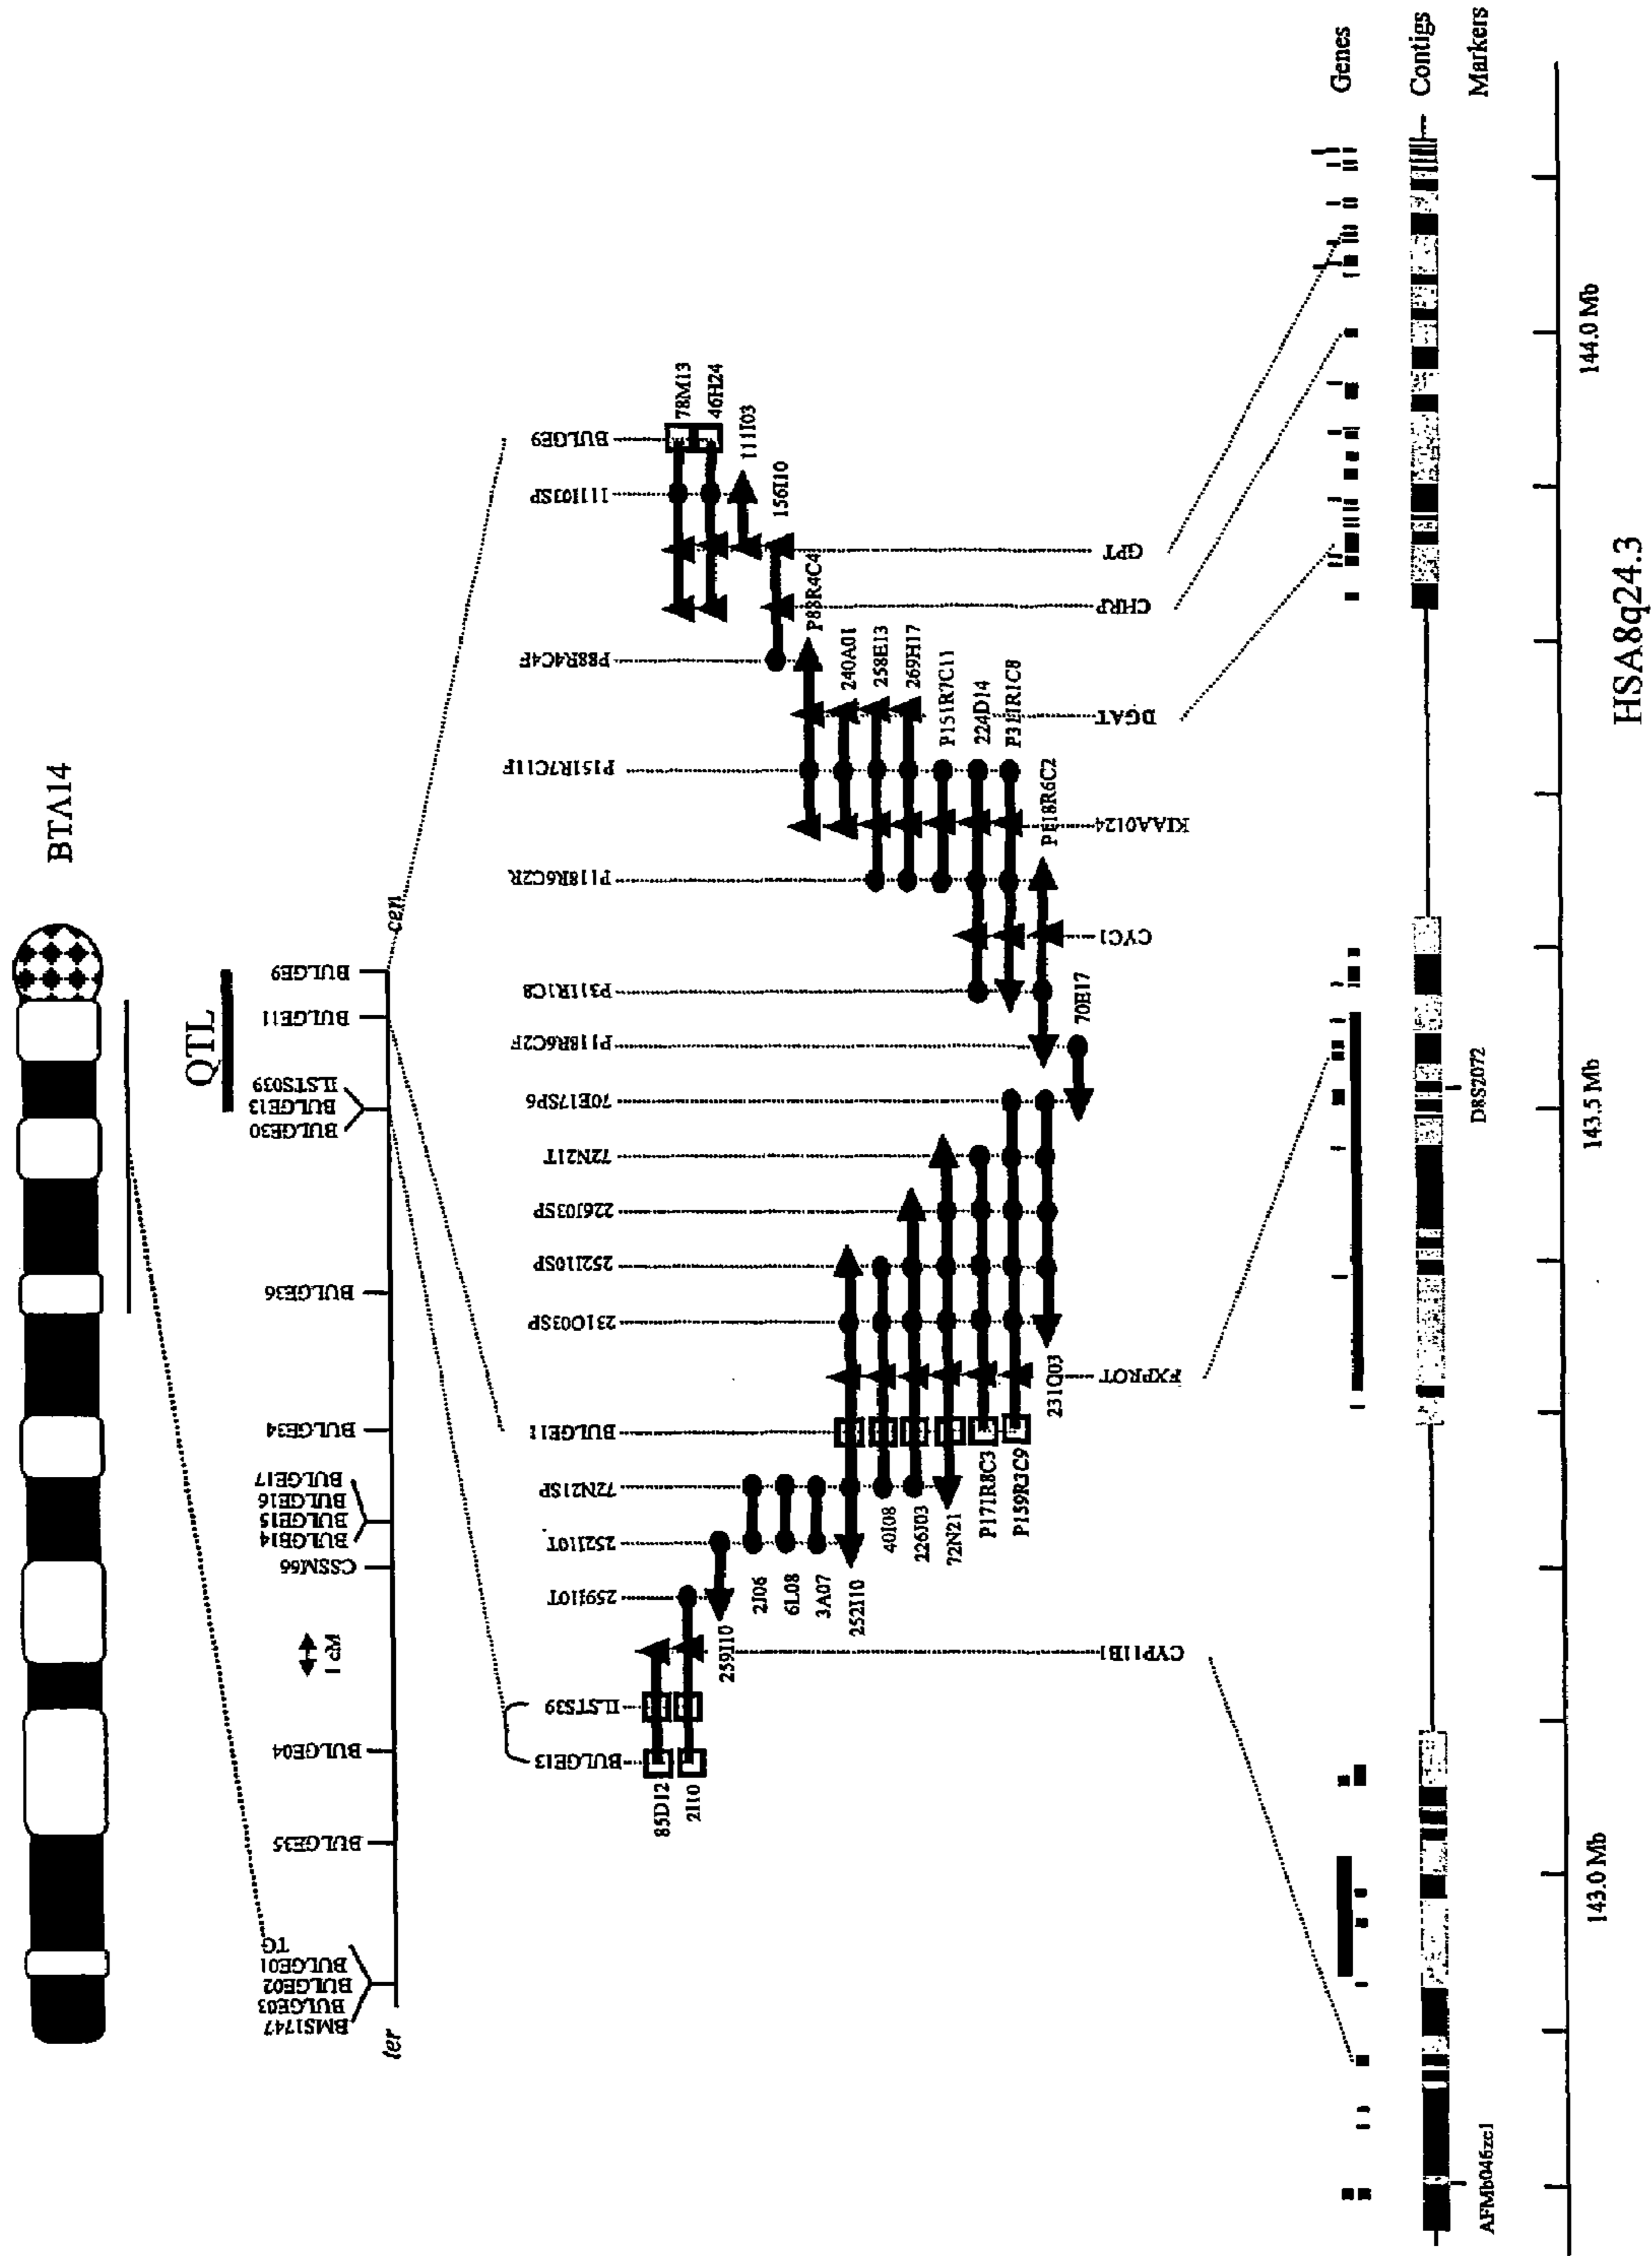 BTA14
QTL
cen
BULGE9
BULGE11
ILSTS039
BULGE13
BULGE30
BULGE36
BULGE34
BULGE17
BULGE16
BULGE15
BULGE14
CSSM66
1 cM
BULGE04
BULGE35
TG
BULGE01
BULGE02
BULGE03
BMS1747
ter
BULGE9
111I03SP
P88R4C4F
P151R7C11F
P118R6C2R
P311R1C8
P118R6C2F
70E17SP6
72N21T
226J03SP
252I10SP
231O03SP
BULGE11
72N21SP
252I10T
259I10T
ILSTS39
BULGE13
78M13
46H24
111I03
156I10
P88R4C4
240A01
258E13
269H17
P151R7C11
224D14
P311R1C8
P118R6C2
70E17
231O03
P159R3C9
P171R8C3
72N21
226J03
40I08
252I10
3A07
6L08
2J06
259I10
2I10
85D12
GPT
CHRP
DGAT
KIAA0124
CYC1
FXPROT
CYP11B1
Genes
Contigs
Markers
D8S2072
AFMb046zc1
144.0 Mb
143.5 Mb
143.0 Mb
HSA8q24.3